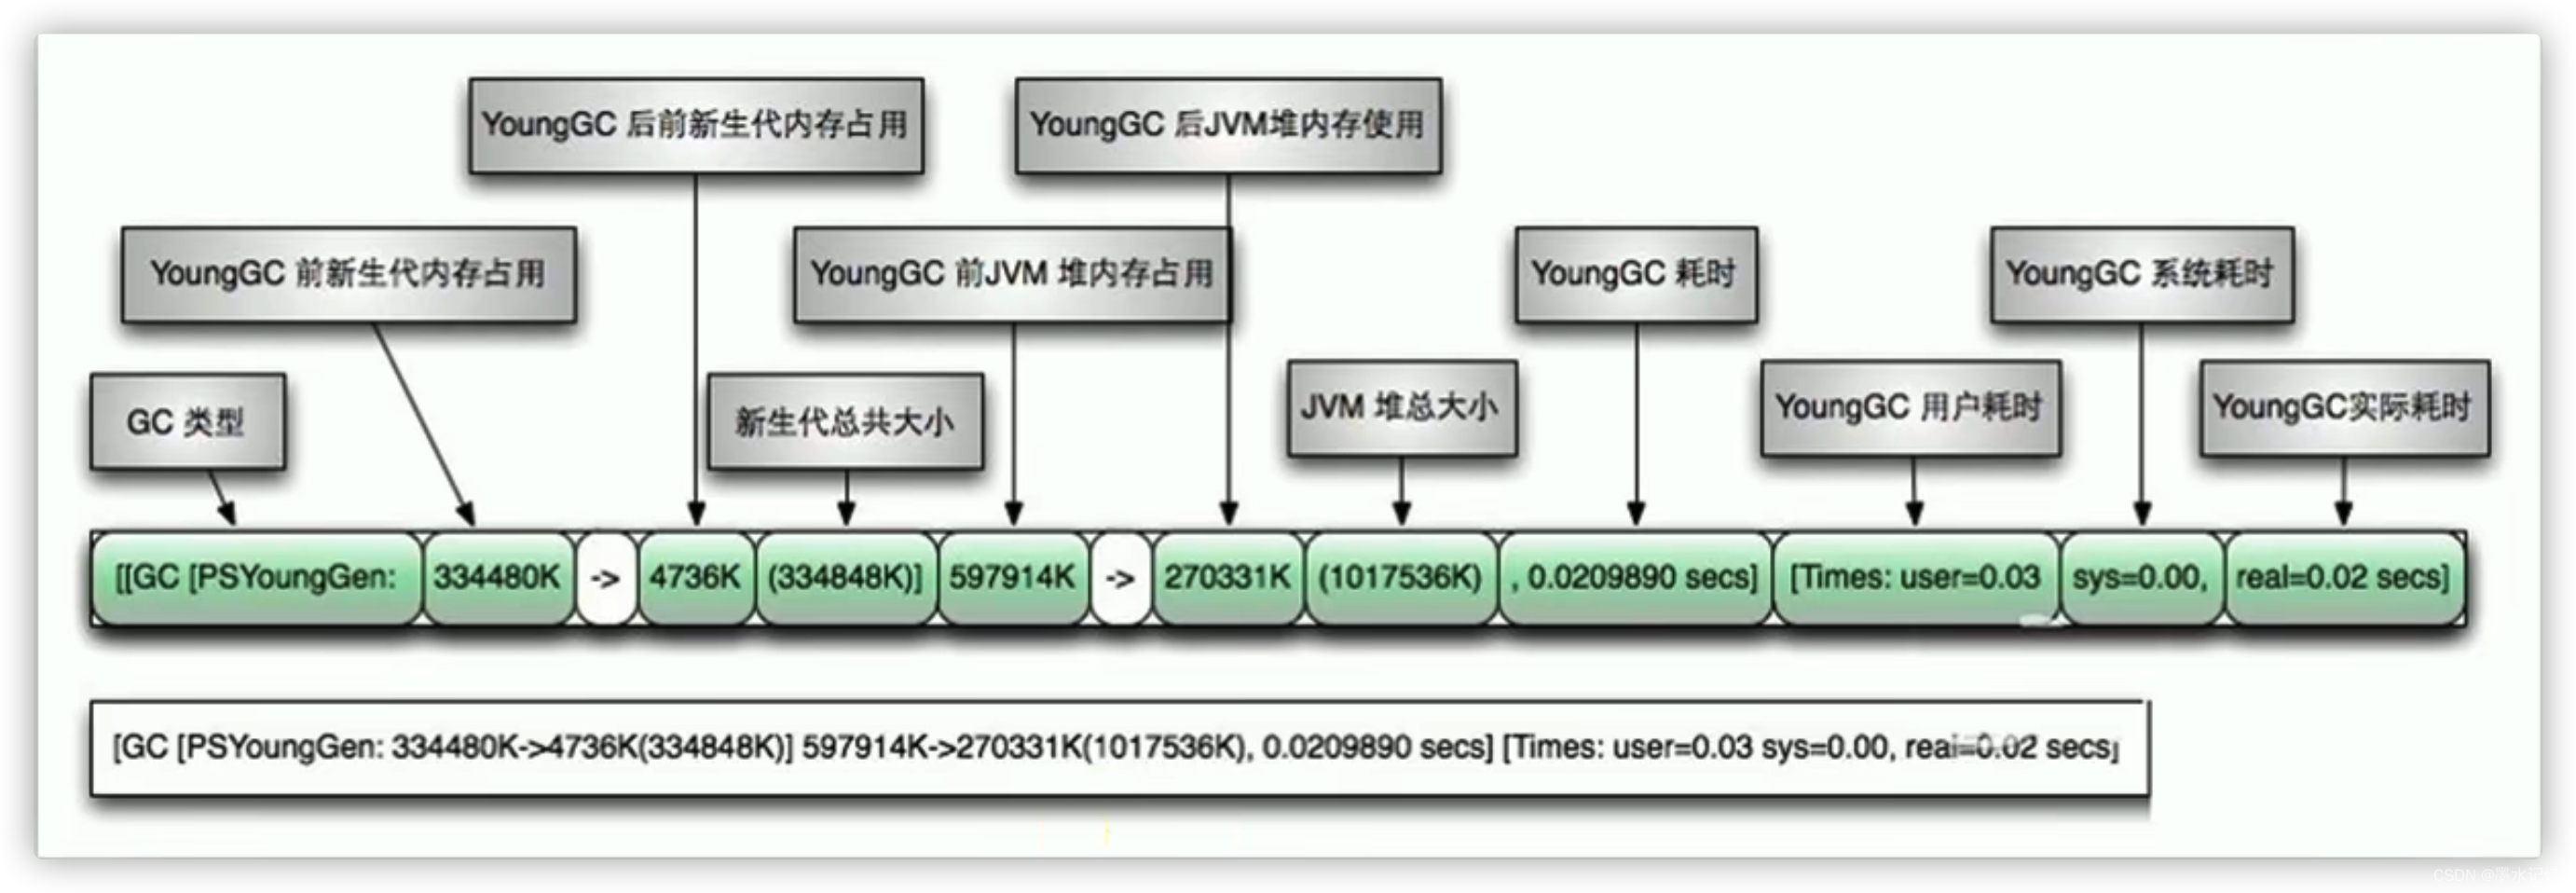 YoungGC 后前新生代内存占用
YoungGC 后JVM堆内存使用
YoungGC 前新生代内存占用
YoungGC 前JVM 堆内存占用
YoungGC 耗时
YoungGC 系统耗时
GC 类型
新生代总共大小
JVM 堆总大小
YoungGC 用户耗时
YoungGC实际耗时
[[GC [PSYoungGen: 334480K -> 4736K (334848K)] 597914K -> 270331K (1017536K) , 0.0209890 secs] [Times: user=0.03 sys=0.00, real=0.02 secs]
[GC [PSYoungGen: 334480K->4736K(334848K)] 597914K->270331K(1017536K), 0.0209890 secs] [Times: user=0.03 sys=0.00, real=0.02 secs]
CSDN